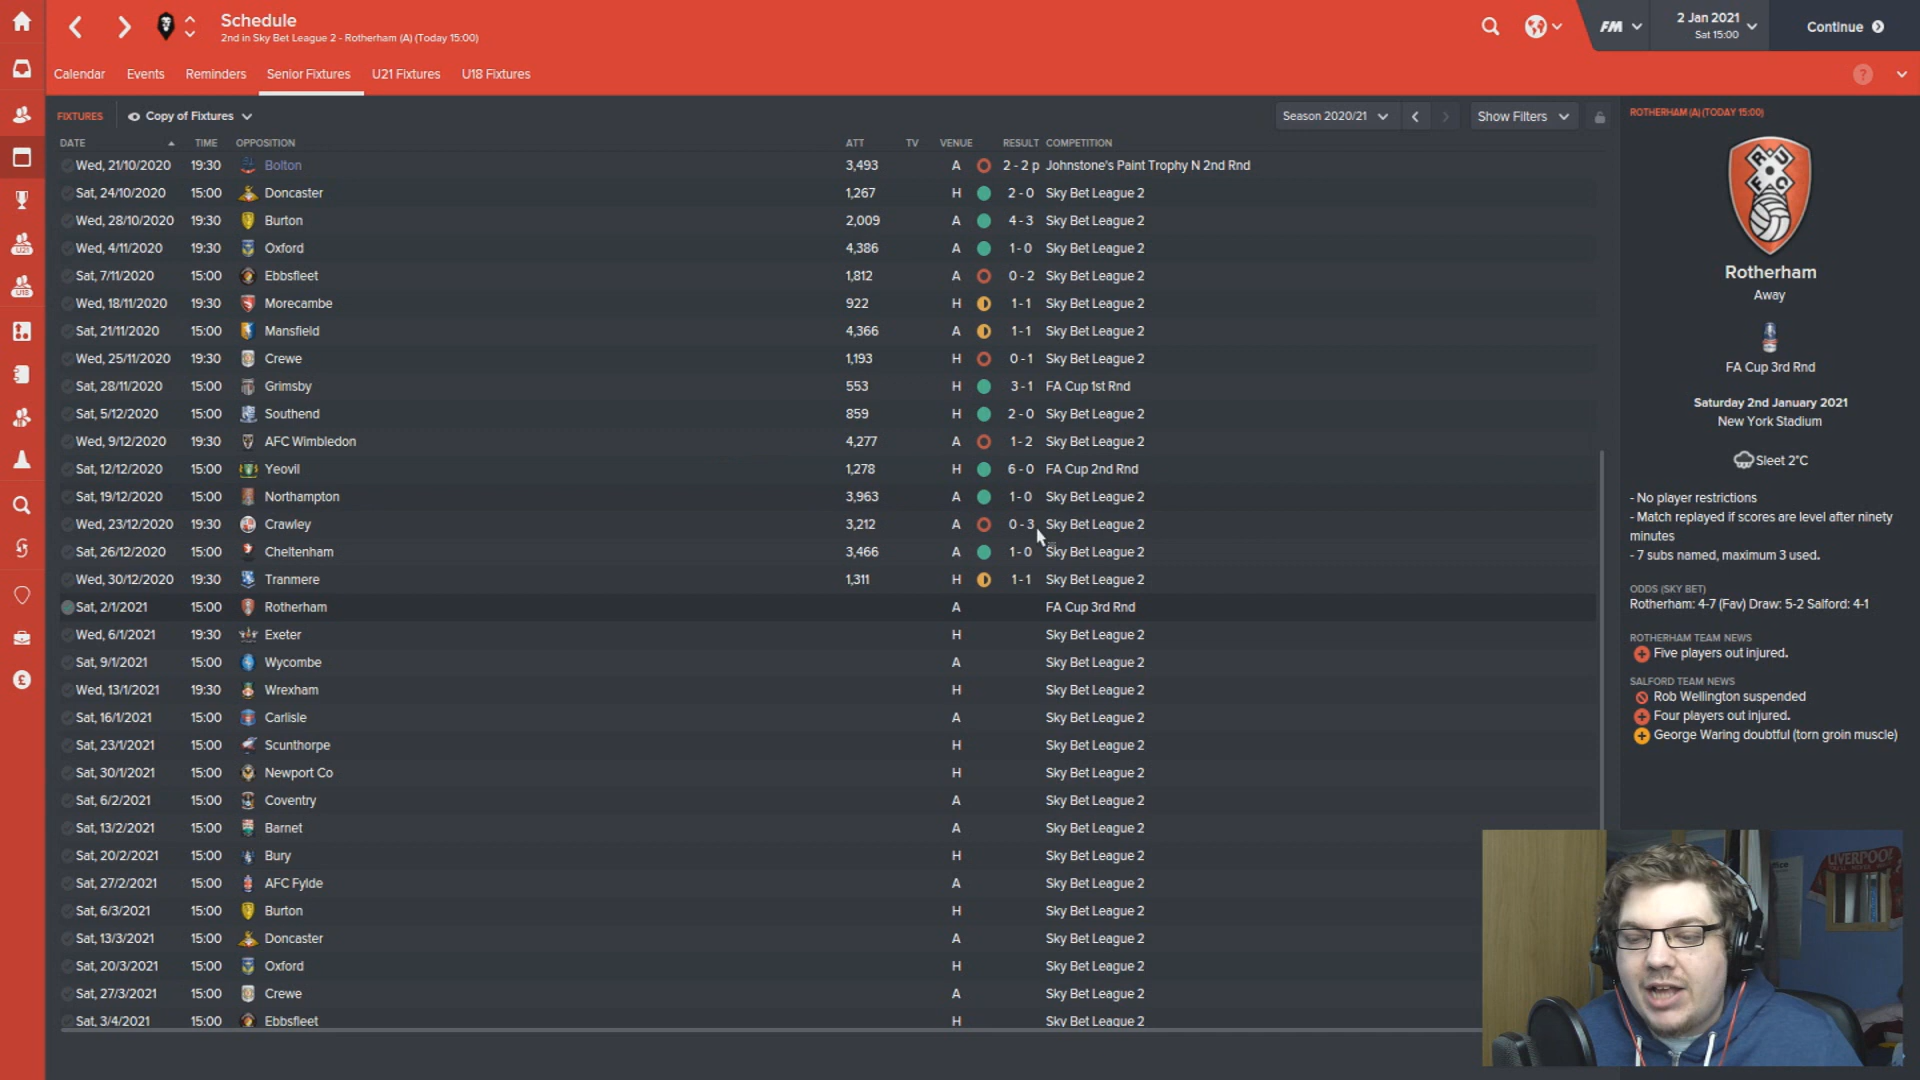 Schedule
2nd in Sky Bet League 2 - Rotherham (A) (Today 15:00)
FM
2 Jan 2021
Sat 15:00
Continue
Calendar Events Reminders Senior Fixtures U21 Fixtures U18 Fixtures
?
FIXTURES Copy of Fixtures Season 2020/21 Show Filters
DATE TIME OPPOSITION ATT TV VENUE RESULT COMPETITION
Wed, 21/10/2020 19:30 Bolton 3,493 A 2 - 2 p Johnstone's Paint Trophy N 2nd Rnd
Sat, 24/10/2020 15:00 Doncaster 1,267 H 2 - 0 Sky Bet League 2
Wed, 28/10/2020 19:30 Burton 2,009 A 4 - 3 Sky Bet League 2
Wed, 4/11/2020 19:30 Oxford 4,386 A 1 - 0 Sky Bet League 2
Sat, 7/11/2020 15:00 Ebbsfleet 1,812 A 0 - 2 Sky Bet League 2
Wed, 18/11/2020 19:30 Morecambe 922 H 1 - 1 Sky Bet League 2
Sat, 21/11/2020 15:00 Mansfield 4,366 A 1 - 1 Sky Bet League 2
Wed, 25/11/2020 19:30 Crewe 1,193 H 0 - 1 Sky Bet League 2
Sat, 28/11/2020 15:00 Grimsby 553 H 3 - 1 FA Cup 1st Rnd
Sat, 5/12/2020 15:00 Southend 859 H 2 - 0 Sky Bet League 2
Wed, 9/12/2020 19:30 AFC Wimbledon 4,277 A 1 - 2 Sky Bet League 2
Sat, 12/12/2020 15:00 Yeovil 1,278 H 6 - 0 FA Cup 2nd Rnd
Sat, 19/12/2020 15:00 Northampton 3,963 A 1 - 0 Sky Bet League 2
Wed, 23/12/2020 19:30 Crawley 3,212 A 0 - 3 Sky Bet League 2
Sat, 26/12/2020 15:00 Cheltenham 3,466 A 1 - 0 Sky Bet League 2
Wed, 30/12/2020 19:30 Tranmere 1,311 H 1 - 1 Sky Bet League 2
Sat, 2/1/2021 15:00 Rotherham A FA Cup 3rd Rnd
Wed, 6/1/2021 19:30 Exeter H Sky Bet League 2
Sat, 9/1/2021 15:00 Wycombe A Sky Bet League 2
Wed, 13/1/2021 19:30 Wrexham H Sky Bet League 2
Sat, 16/1/2021 15:00 Carlisle A Sky Bet League 2
Sat, 23/1/2021 15:00 Scunthorpe H Sky Bet League 2
Sat, 30/1/2021 15:00 Newport Co H Sky Bet League 2
Sat, 6/2/2021 15:00 Coventry A Sky Bet League 2
Sat, 13/2/2021 15:00 Barnet A Sky Bet League 2
Sat, 20/2/2021 15:00 Bury H Sky Bet League 2
Sat, 27/2/2021 15:00 AFC Fylde A Sky Bet League 2
Sat, 6/3/2021 15:00 Burton H Sky Bet League 2
Sat, 13/3/2021 15:00 Doncaster A Sky Bet League 2
Sat, 20/3/2021 15:00 Oxford H Sky Bet League 2
Sat, 27/3/2021 15:00 Crewe A Sky Bet League 2
Sat, 3/4/2021 15:00 Ebbsfleet H Sky Bet League 2
ROTHERHAM (A) (TODAY 15:00)
Rotherham
Away
FA Cup 3rd Rnd
Saturday 2nd January 2021
New York Stadium
Sleet 2°C
- No player restrictions
- Match replayed if scores are level after ninety
minutes
- 7 subs named, maximum 3 used.
ODDS (SKY BET)
Rotherham: 4-7 (Fav) Draw: 5-2 Salford: 4-1
ROTHERHAM TEAM NEWS
Five players out injured.
SALFORD TEAM NEWS
Rob Wellington suspended
Four players out injured.
George Waring doubtful (torn groin muscle)
LIVERPOOL